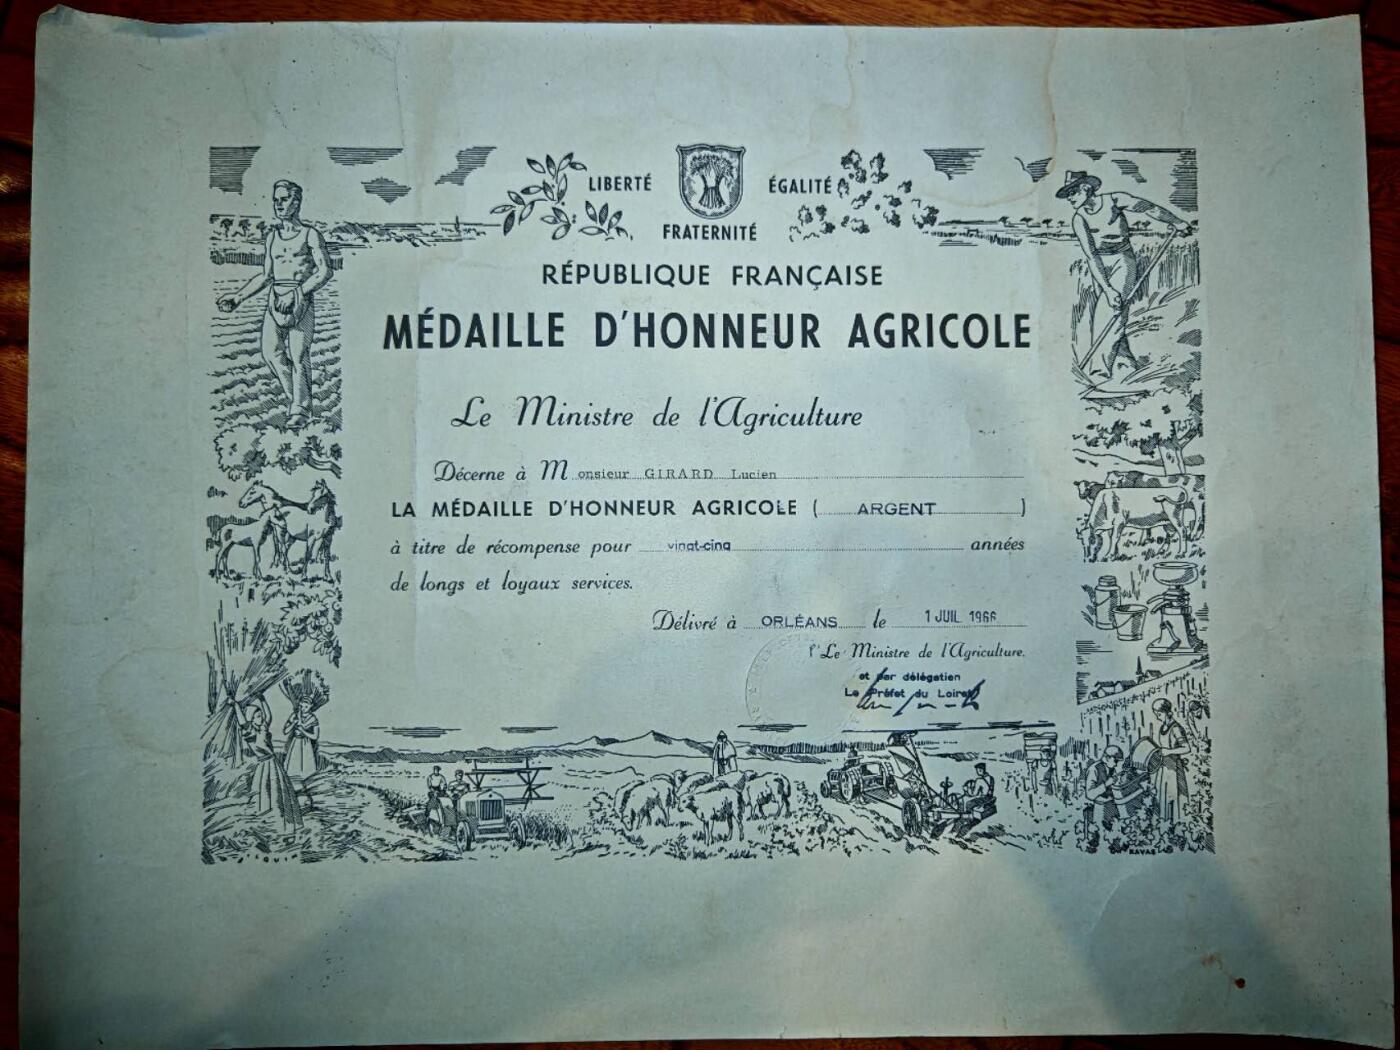 LIBERTÉ ÉGALITÉ
FRATERNITÉ
RÉPUBLIQUE FRANÇAISE
MÉDAILLE D'HONNEUR AGRICOLE
Le Ministre de l'Agriculture
Décerne à Monsieur GIRARD Lucien
LA MÉDAILLE D'HONNEUR AGRICOLE ( ARGENT )
à titre de récompense pour vingt-cinq années
de longs et loyaux services.
Délivré à ORLÉANS le 1 JUIL 1966
Le Ministre de l'Agriculture.
et par délégation
Le Préfet du Loiret